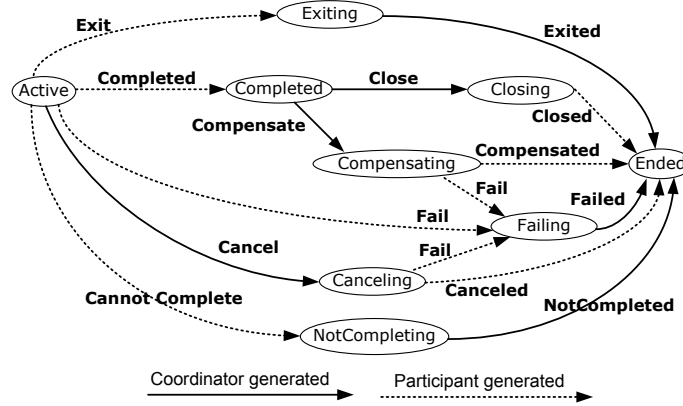 Exiting
Exit
Exited
Completed
Close
Active
Completed
Closing
Closed
Compensate
Compensated
Compensating
Ended
Fail
Fail
Failed
Failing
Cancel
Fail
Canceling
Canceled
Cannot Complete
NotCompleted
NotCompleting
Coordinator generated
Participant generated